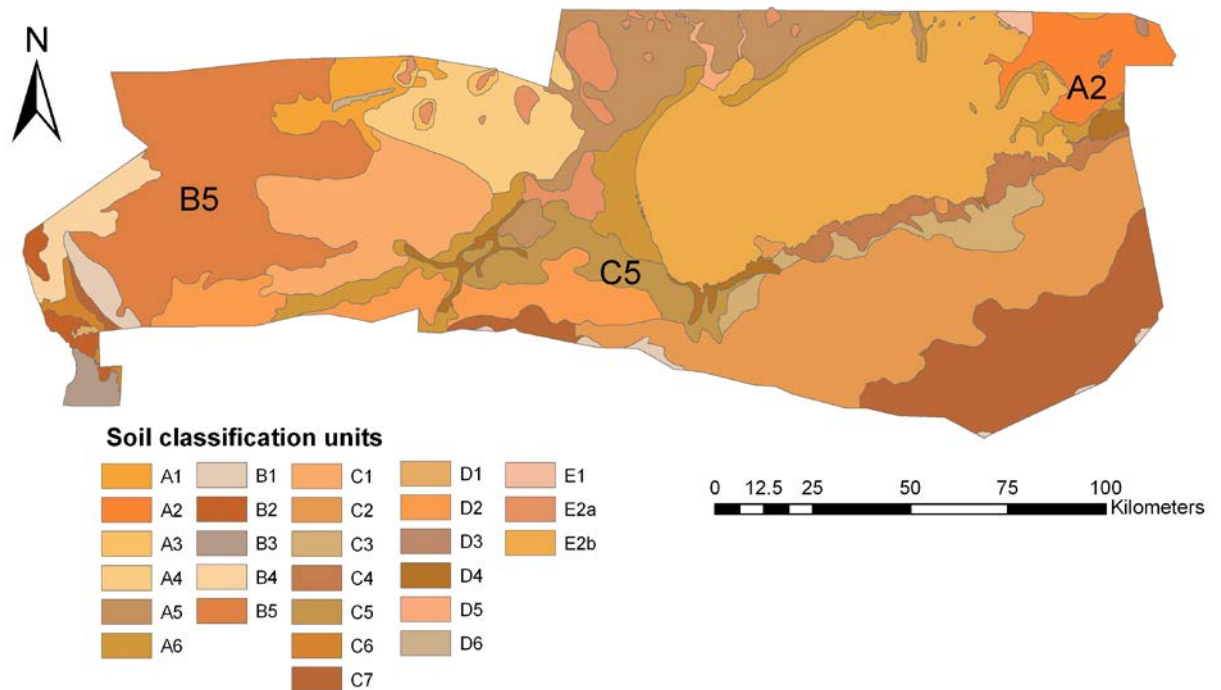 N
A2
B5
C5
Soil classification units
A1 B1 C1 D1 E1
A2 B2 C2 D2 E2a
A3 B3 C3 D3 E2b
A4 B4 C4 D4
A5 B5 C5 D5
A6 C6 D6
C7
0 12.5 25 50 75 100
Kilometers